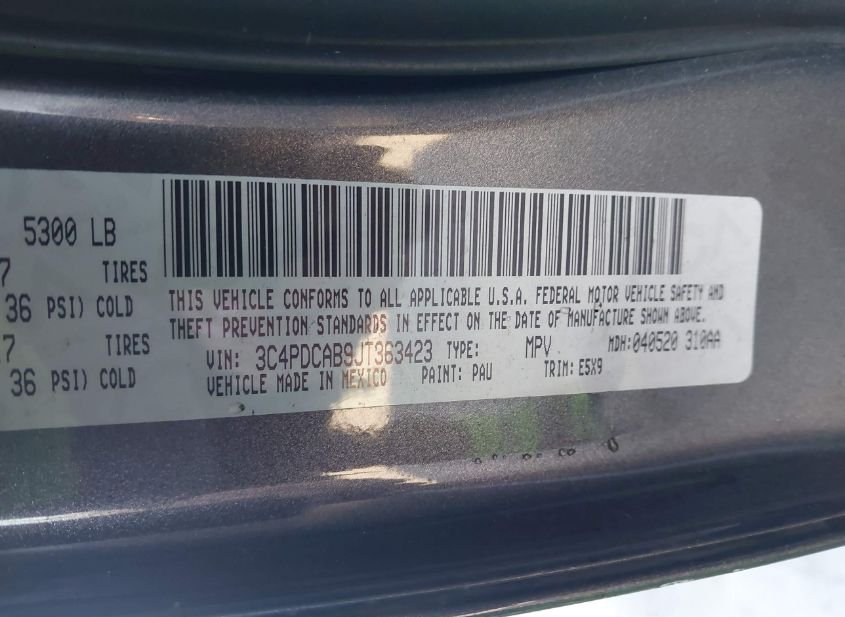 5300 LB
7 TIRES
36 PSI) COLD
7 TIRES
36 PSI) COLD
THIS VEHICLE CONFORMS TO ALL APPLICABLE U.S.A. FEDERAL MOTOR VEHICLE SAFETY AND
THEFT PREVENTION STANDARDS IN EFFECT ON THE DATE OF MANUFACTURE SHOWN ABOVE.
VIN: 3C4PDCAB9JT363423 TYPE: MPV MDH:040520 310AA
VEHICLE MADE IN MEXICO PAINT: PAU TRIM: E5X9